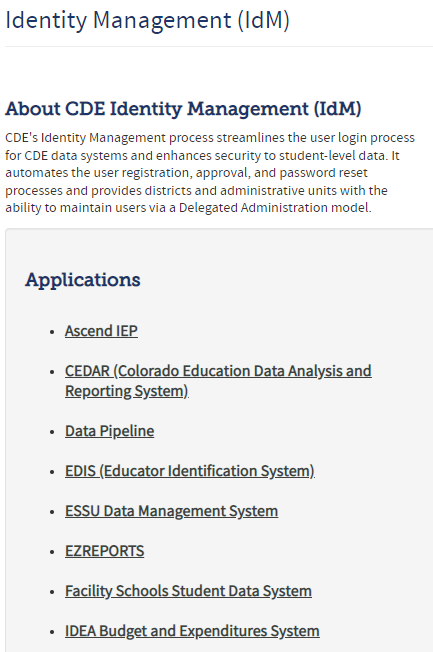 Identity Management (IdM)
About CDE Identity Management (IdM)
CDE's Identity Management process streamlines the user login process
for CDE data systems and enhances security to student-level data. It
automates the user registration, approval, and password reset
processes and provides districts and administrative units with the
ability to maintain users via a Delegated Administration model.
Applications
• Ascend IEP
• CEDAR (Colorado Education Data Analysis and
Reporting System)
• Data Pipeline
• EDIS (Educator Identification System)
• ESSU Data Management System
• EZREPORTS
• Facility Schools Student Data System
• IDEA Budget and Expenditures System